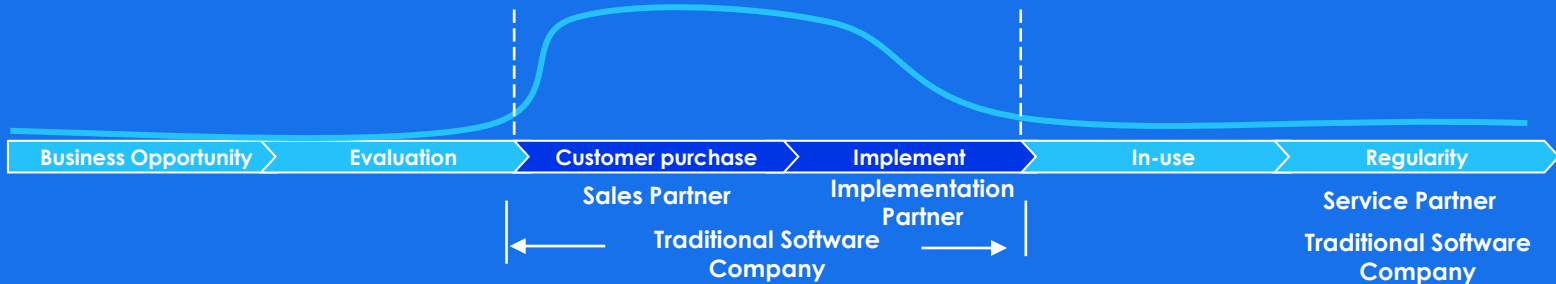 Business Opportunity
Evaluation
Customer purchase
Implement
In-use
Regularity
Sales Partner
Implementation
Partner
Service Partner
Traditional Software
Company
Traditional Software
Company